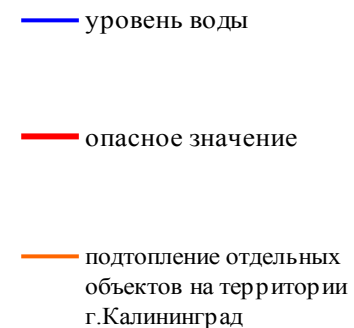 уровень воды
опасное значение
подтопление отдельных
объектов на территории
г.Калининград